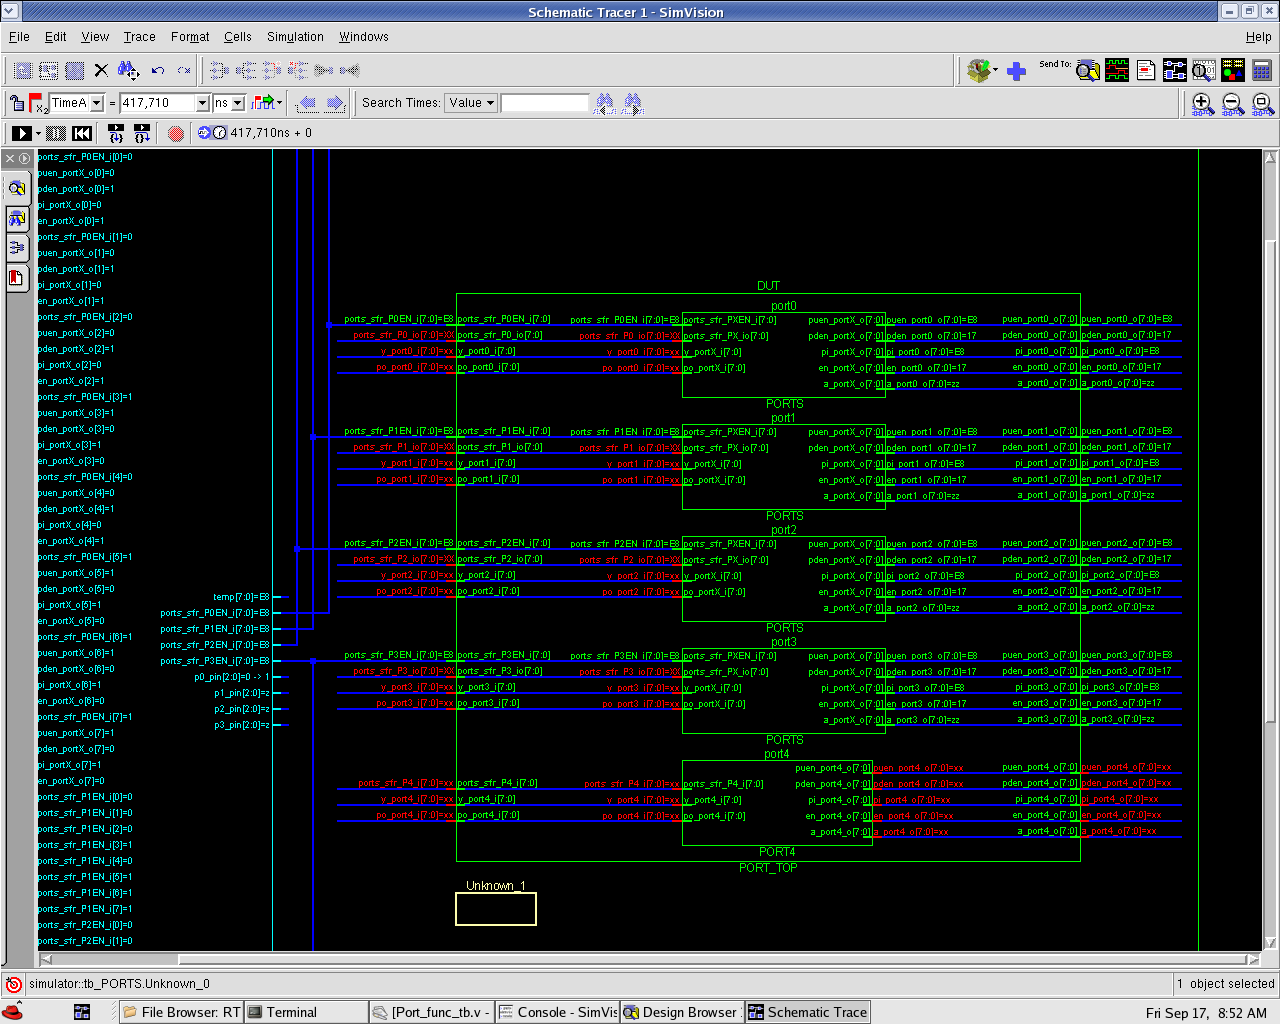 Schematic Tracer 1 - SimVision
File Edit View Trace Format Cells Simulation Windows Help
Send To:
TimeA = 417,710 ns Search Times: Value
417,710ns + 0
ports_sfr_P0EN_i[0]=0
puen_portX_o[0]=0
pden_portX_o[0]=1
pi_portX_o[0]=0
en_portX_o[0]=1
ports_sfr_P0EN_i[1]=0
puen_portX_o[1]=0
pden_portX_o[1]=1
pi_portX_o[1]=0
en_portX_o[1]=1
ports_sfr_P0EN_i[2]=0
puen_portX_o[2]=0
pden_portX_o[2]=1
pi_portX_o[2]=0
en_portX_o[2]=1
ports_sfr_P0EN_i[3]=1
puen_portX_o[3]=1
pden_portX_o[3]=0
pi_portX_o[3]=1
en_portX_o[3]=0
ports_sfr_P0EN_i[4]=0
puen_portX_o[4]=0
pden_portX_o[4]=1
pi_portX_o[4]=0
en_portX_o[4]=1
ports_sfr_P0EN_i[5]=1
puen_portX_o[5]=1
pden_portX_o[5]=0
pi_portX_o[5]=1
en_portX_o[5]=0
ports_sfr_P0EN_i[6]=1
puen_portX_o[6]=1
pden_portX_o[6]=0
pi_portX_o[6]=1
en_portX_o[6]=0
ports_sfr_P0EN_i[7]=1
puen_portX_o[7]=1
pden_portX_o[7]=0
pi_portX_o[7]=1
en_portX_o[7]=0
ports_sfr_P1EN_i[0]=0
ports_sfr_P1EN_i[1]=0
ports_sfr_P1EN_i[2]=0
ports_sfr_P1EN_i[3]=1
ports_sfr_P1EN_i[4]=0
ports_sfr_P1EN_i[5]=1
ports_sfr_P1EN_i[6]=1
ports_sfr_P1EN_i[7]=1
ports_sfr_P2EN_i[0]=0
ports_sfr_P2EN_i[1]=0
temp[7:0]=E8
ports_sfr_P0EN_i[7:0]=E8
ports_sfr_P1EN_i[7:0]=E8
ports_sfr_P2EN_i[7:0]=E8
ports_sfr_P3EN_i[7:0]=E8
p0_pin[2:0]=0 -> 1
p1_pin[2:0]=z
p2_pin[2:0]=z
p3_pin[2:0]=z
DUT
port0
ports_sfr_P0EN_i[7:0]=E8 ports_sfr_P0EN_i[7:0] ports_sfr_P0EN_i[7:0]=E8 ports_sfr_PXEN_i[7:0] puen_portX_o[7:0] puen_port0_o[7:0]=E8 puen_port0_o[7:0] puen_port0_o[7:0]=E8
ports_sfr_P0_io[7:0]=XX ports_sfr_P0_io[7:0] ports_sfr_P0_io[7:0]=XX ports_sfr_PX_io[7:0] pden_portX_o[7:0] pden_port0_o[7:0]=17 pden_port0_o[7:0] pden_port0_o[7:0]=17
y_port0_i[7:0]=xx y_port0_i[7:0] y_port0_i[7:0]=xx y_portX_i[7:0] pi_portX_o[7:0] pi_port0_o[7:0]=E8 pi_port0_o[7:0] pi_port0_o[7:0]=E8
po_port0_i[7:0]=xx po_port0_i[7:0] po_port0_i[7:0]=xx po_portX_i[7:0] en_portX_o[7:0] en_port0_o[7:0]=17 en_port0_o[7:0] en_port0_o[7:0]=17
a_portX_o[7:0] a_port0_o[7:0]=zz a_port0_o[7:0] a_port0_o[7:0]=zz
PORTS
port1
ports_sfr_P1EN_i[7:0]=E8 ports_sfr_P1EN_i[7:0] ports_sfr_P1EN_i[7:0]=E8 ports_sfr_PXEN_i[7:0] puen_portX_o[7:0] puen_port1_o[7:0]=E8 puen_port1_o[7:0] puen_port1_o[7:0]=E8
ports_sfr_P1_io[7:0]=XX ports_sfr_P1_io[7:0] ports_sfr_P1_io[7:0]=XX ports_sfr_PX_io[7:0] pden_portX_o[7:0] pden_port1_o[7:0]=17 pden_port1_o[7:0] pden_port1_o[7:0]=17
y_port1_i[7:0]=xx y_port1_i[7:0] y_port1_i[7:0]=xx y_portX_i[7:0] pi_portX_o[7:0] pi_port1_o[7:0]=E8 pi_port1_o[7:0] pi_port1_o[7:0]=E8
po_port1_i[7:0]=xx po_port1_i[7:0] po_port1_i[7:0]=xx po_portX_i[7:0] en_portX_o[7:0] en_port1_o[7:0]=17 en_port1_o[7:0] en_port1_o[7:0]=17
a_portX_o[7:0] a_port1_o[7:0]=zz a_port1_o[7:0] a_port1_o[7:0]=zz
PORTS
port2
ports_sfr_P2EN_i[7:0]=E8 ports_sfr_P2EN_i[7:0] ports_sfr_P2EN_i[7:0]=E8 ports_sfr_PXEN_i[7:0] puen_portX_o[7:0] puen_port2_o[7:0]=E8 puen_port2_o[7:0] puen_port2_o[7:0]=E8
ports_sfr_P2_io[7:0]=XX ports_sfr_P2_io[7:0] ports_sfr_P2_io[7:0]=XX ports_sfr_PX_io[7:0] pden_portX_o[7:0] pden_port2_o[7:0]=17 pden_port2_o[7:0] pden_port2_o[7:0]=17
y_port2_i[7:0]=xx y_port2_i[7:0] y_port2_i[7:0]=xx y_portX_i[7:0] pi_portX_o[7:0] pi_port2_o[7:0]=E8 pi_port2_o[7:0] pi_port2_o[7:0]=E8
po_port2_i[7:0]=xx po_port2_i[7:0] po_port2_i[7:0]=xx po_portX_i[7:0] en_portX_o[7:0] en_port2_o[7:0]=17 en_port2_o[7:0] en_port2_o[7:0]=17
a_portX_o[7:0] a_port2_o[7:0]=zz a_port2_o[7:0] a_port2_o[7:0]=zz
PORTS
port3
ports_sfr_P3EN_i[7:0]=E8 ports_sfr_P3EN_i[7:0] ports_sfr_P3EN_i[7:0]=E8 ports_sfr_PXEN_i[7:0] puen_portX_o[7:0] puen_port3_o[7:0]=E8 puen_port3_o[7:0] puen_port3_o[7:0]=E8
ports_sfr_P3_io[7:0]=XX ports_sfr_P3_io[7:0] ports_sfr_P3_io[7:0]=XX ports_sfr_PX_io[7:0] pden_portX_o[7:0] pden_port3_o[7:0]=17 pden_port3_o[7:0] pden_port3_o[7:0]=17
y_port3_i[7:0]=xx y_port3_i[7:0] y_port3_i[7:0]=xx y_portX_i[7:0] pi_portX_o[7:0] pi_port3_o[7:0]=E8 pi_port3_o[7:0] pi_port3_o[7:0]=E8
po_port3_i[7:0]=xx po_port3_i[7:0] po_port3_i[7:0]=xx po_portX_i[7:0] en_portX_o[7:0] en_port3_o[7:0]=17 en_port3_o[7:0] en_port3_o[7:0]=17
a_portX_o[7:0] a_port3_o[7:0]=zz a_port3_o[7:0] a_port3_o[7:0]=zz
PORTS
port4
puen_port4_o[7:0] puen_port4_o[7:0]=xx puen_port4_o[7:0] puen_port4_o[7:0]=xx
ports_sfr_P4_i[7:0]=xx ports_sfr_P4_i[7:0] ports_sfr_P4_i[7:0]=xx ports_sfr_P4_i[7:0] pden_port4_o[7:0] pden_port4_o[7:0]=xx pden_port4_o[7:0] pden_port4_o[7:0]=xx
y_port4_i[7:0]=xx y_port4_i[7:0] y_port4_i[7:0]=xx y_port4_i[7:0] pi_port4_o[7:0] pi_port4_o[7:0]=xx pi_port4_o[7:0] pi_port4_o[7:0]=xx
po_port4_i[7:0]=xx po_port4_i[7:0] po_port4_i[7:0]=xx po_port4_i[7:0] en_port4_o[7:0] en_port4_o[7:0]=xx en_port4_o[7:0] en_port4_o[7:0]=xx
a_port4_o[7:0] a_port4_o[7:0]=xx a_port4_o[7:0] a_port4_o[7:0]=xx
PORT4
PORT_TOP
Unknown_1
simulator::tb_PORTS.Unknown_0 1 object selected
File Browser: RT Terminal [Port_func_tb.v - Console - SimVis Design Browser Schematic Trace Fri Sep 17, 8:52 AM